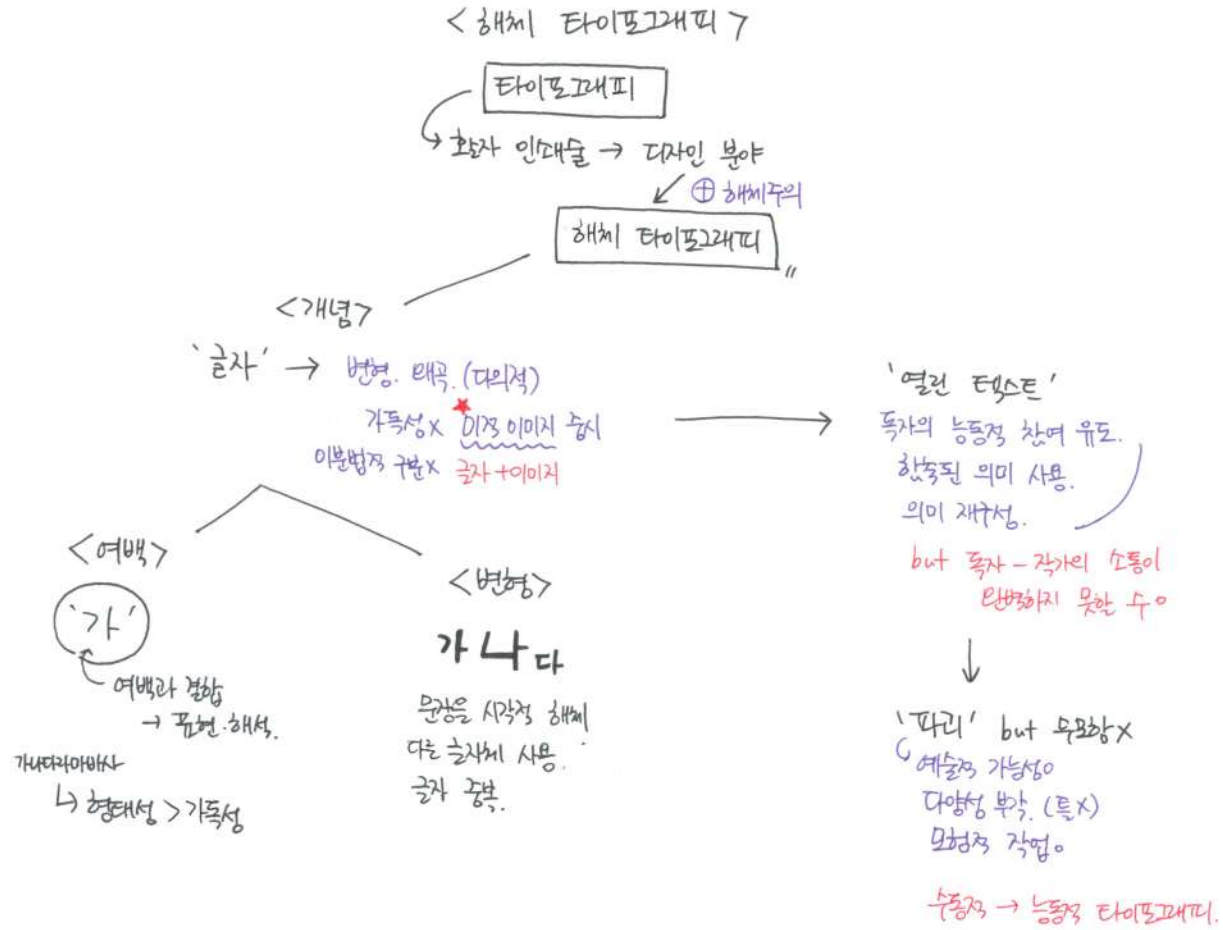 <해체 타이포그래피>
타이포그래피
활자 인쇄술 → 디자인 분야
⊕ 해체주의
해체 타이포그래피
<개념>
'글자' → 변형. 왜곡. (다의적)
가독성x ★ 미적 이미지 중시
이분법적 구분x 글자+이미지
<여백>
'가'
여백과 결합
→ 표현·해석.
가나다라마바사
↳ 형태성 > 가독성
<변형>
가 나 다
문장을 시각적 해체
다른 글자체 사용.
글자 중복.
'열린 텍스트'
독자의 능동적 참여 유도.
함축된 의미 사용.
의미 재구성.
but 독자 - 작가의 소통이
완벽하지 못할 수 o
↓
'파괴' but 무모함x
예술적 가능성o
다양성 부각. (틀x)
모험적 작업o
수동적 → 능동적 타이포그래피.